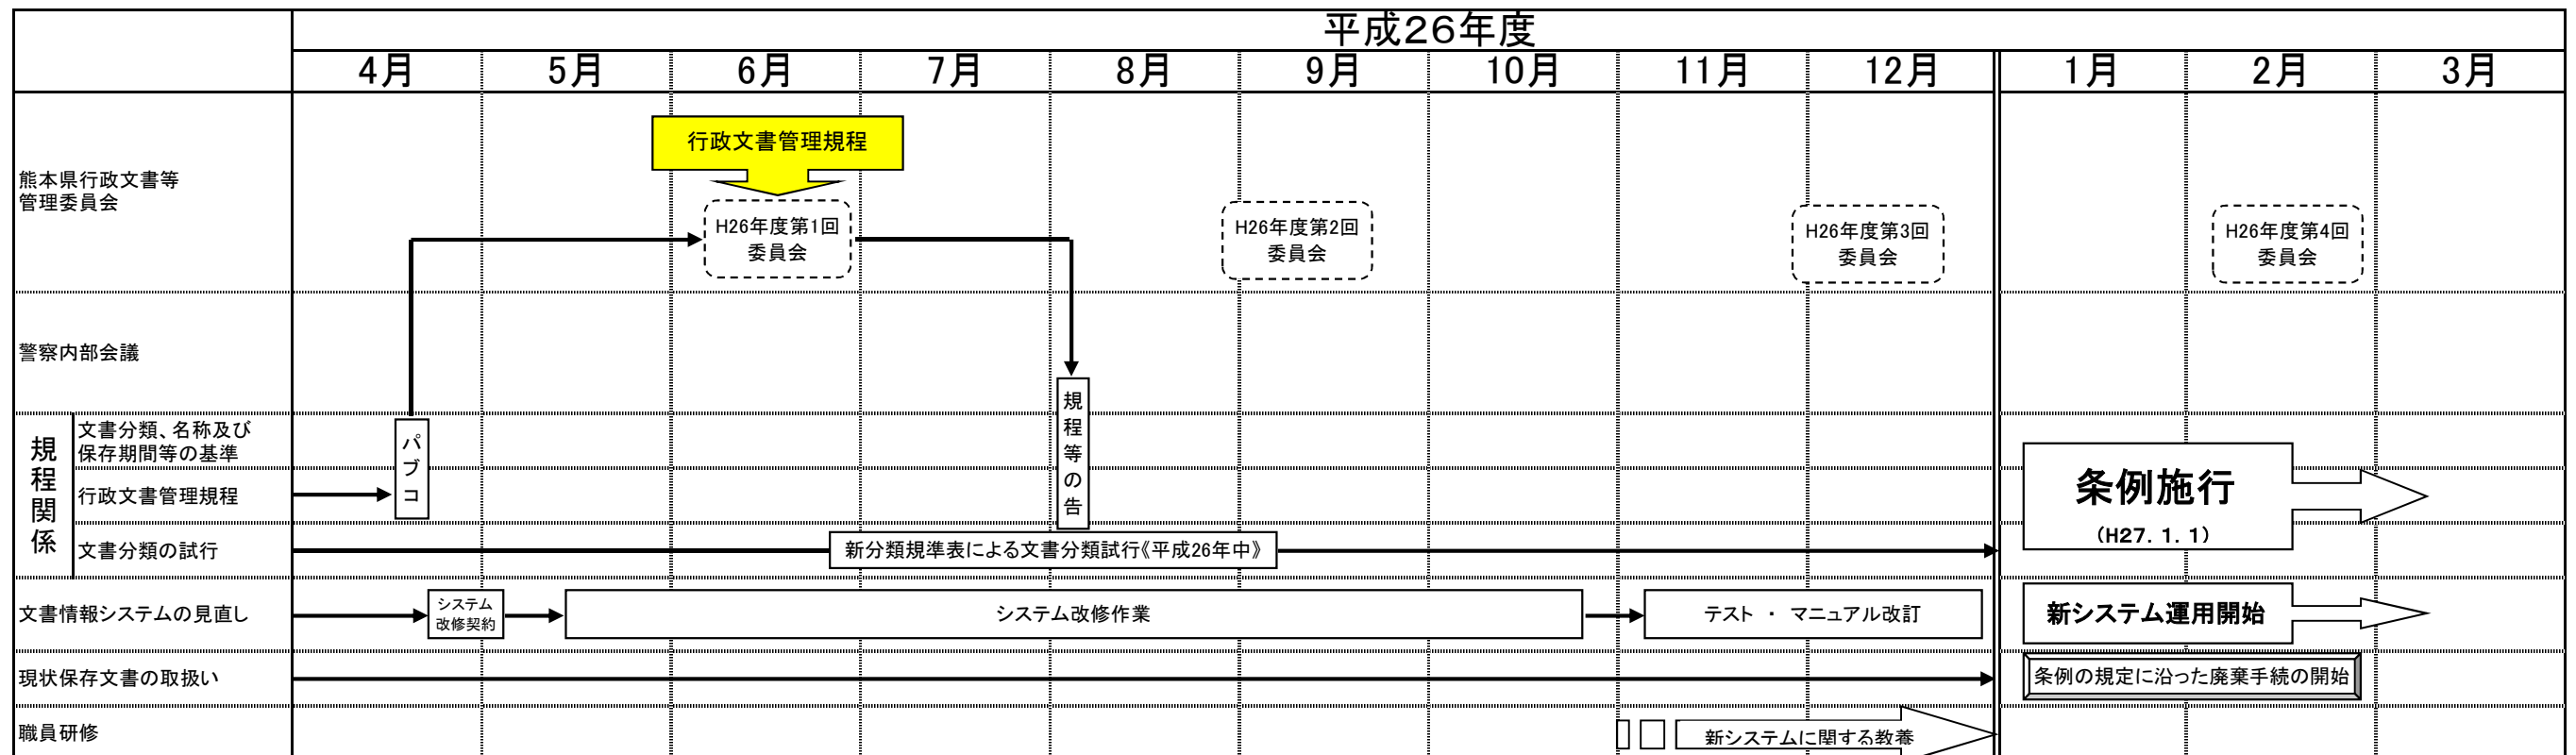 平成26年度
4月
5月
6月
7月
8月
9月
10月
11月
12月
1月
2月
3月
熊本県行政文書等
管理委員会
行政文書管理規程
H26年度第1回
委員会
H26年度第2回
委員会
H26年度第3回
委員会
H26年度第4回
委員会
警察内部会議
規程関係
文書分類、名称及び
保存期間等の基準
行政文書管理規程
文書分類の試行
パブコ
規程等の告
新分類規準表による文書分類試行《平成26年中》
条例施行
(H27.1.1)
文書情報システムの見直し
システム
改修契約
システム改修作業
テスト ・ マニュアル改訂
新システム運用開始
現状保存文書の取扱い
条例の規定に沿った廃棄手続の開始
職員研修
新システムに関する教養